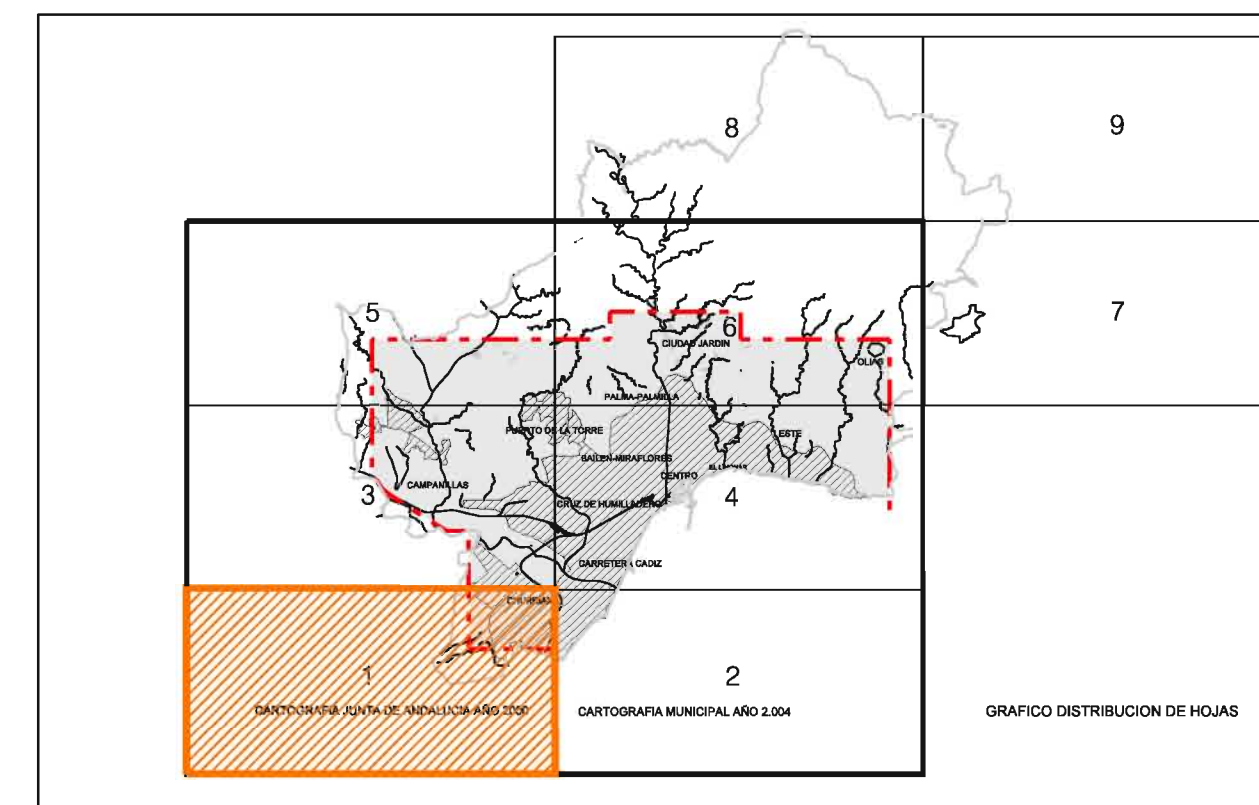 8
9
5
6
7
CIUDAD JARDIN
OLIAS
PALMA-PALMILLA
PUERTO DE LA TORRE
ESTE
BAILEN-MIRAFLORES
CENTRO
CAMPANILLAS
3
4
CRUZ DE HUMILLADERO
CARRETERA CADIZ
1
2
CARTOGRAFIA JUNTA DE ANDALUCIA AÑO 2000
CARTOGRAFIA MUNICIPAL AÑO 2.004
GRAFICO DISTRIBUCION DE HOJAS